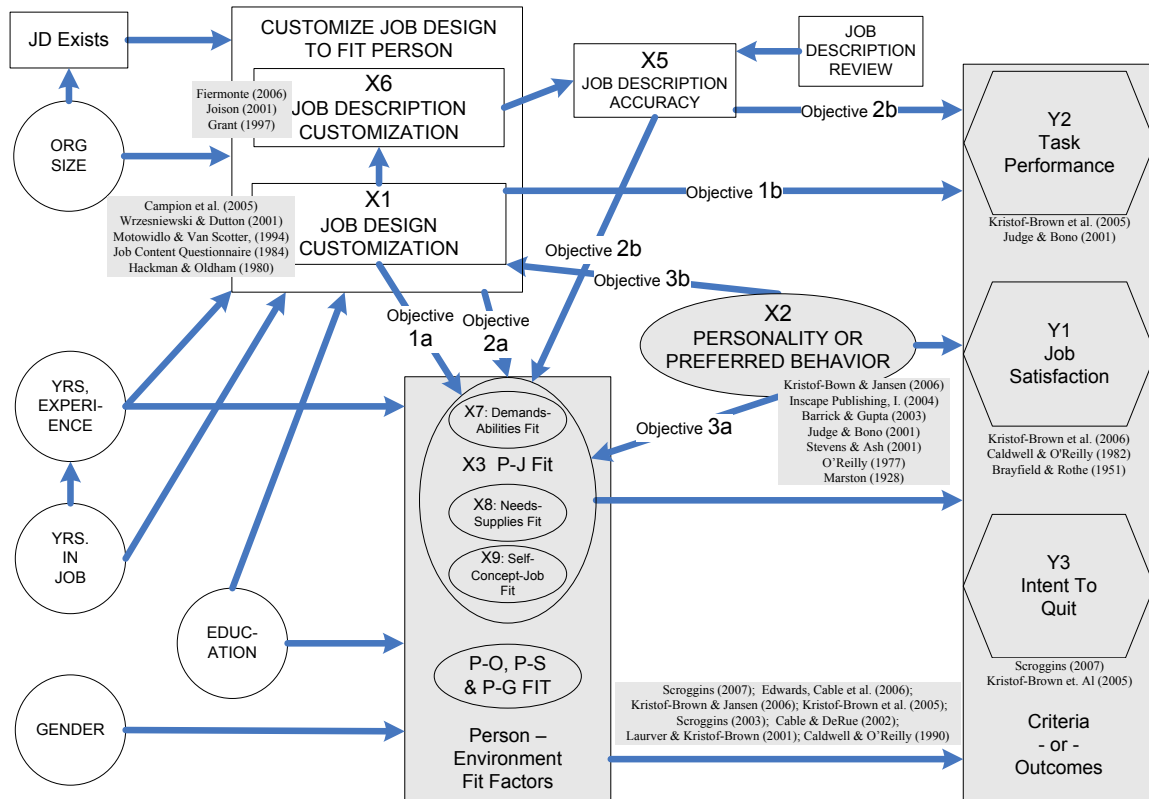 JD Exists
CUSTOMIZE JOB DESIGN
TO FIT PERSON
X6
JOB DESCRIPTION
CUSTOMIZATION
Fiermonte (2006)
Joison (2001)
Grant (1997)
X5
JOB DESCRIPTION
ACCURACY
JOB
DESCRIPTION
REVIEW
ORG
SIZE
Objective 2b
Y2
Task
Performance
Kristof-Brown et al. (2005)
Judge & Bono (2001)
X1
JOB DESIGN
CUSTOMIZATION
Campion et al. (2005)
Wrzesniewski & Dutton (2001)
Motowidlo & Van Scotter, (1994)
Job Content Questionnaire (1984)
Hackman & Oldham (1980)
Objective 1b
Objective
2b
Objective 3b
Objective
1a
Objective
2a
X2
PERSONALITY OR
PREFERRED BEHAVIOR
Kristof-Bown & Jansen (2006)
Inscape Publishing, I. (2004)
Barrick & Gupta (2003)
Judge & Bono (2001)
Stevens & Ash (2001)
O’Reilly (1977)
Marston (1928)
Y1
Job
Satisfaction
Kristof-Brown et al. (2006)
Caldwell & O'Reilly (1982)
Brayfield & Rothe (1951)
YRS,
EXPERI-
ENCE
X7: Demands-
Abilities Fit
X3 P-J Fit
X8: Needs-
Supplies Fit
X9: Self-
Concept-Job
Fit
Objective 3a
YRS.
IN
JOB
Y3
Intent To
Quit
Scroggins (2007)
Kristof-Brown et. Al (2005)
EDUC-
ATION
P-O, P-S
& P-G FIT
GENDER
Person –
Environment
Fit Factors
Scroggins (2007); Edwards, Cable et al. (2006);
Kristof-Brown & Jansen (2006); Kristof-Brown et al. (2005);
Scroggins (2003); Cable & DeRue (2002);
Laurver & Kristof-Brown (2001); Caldwell & O’Reilly (1990)
Criteria
- or -
Outcomes